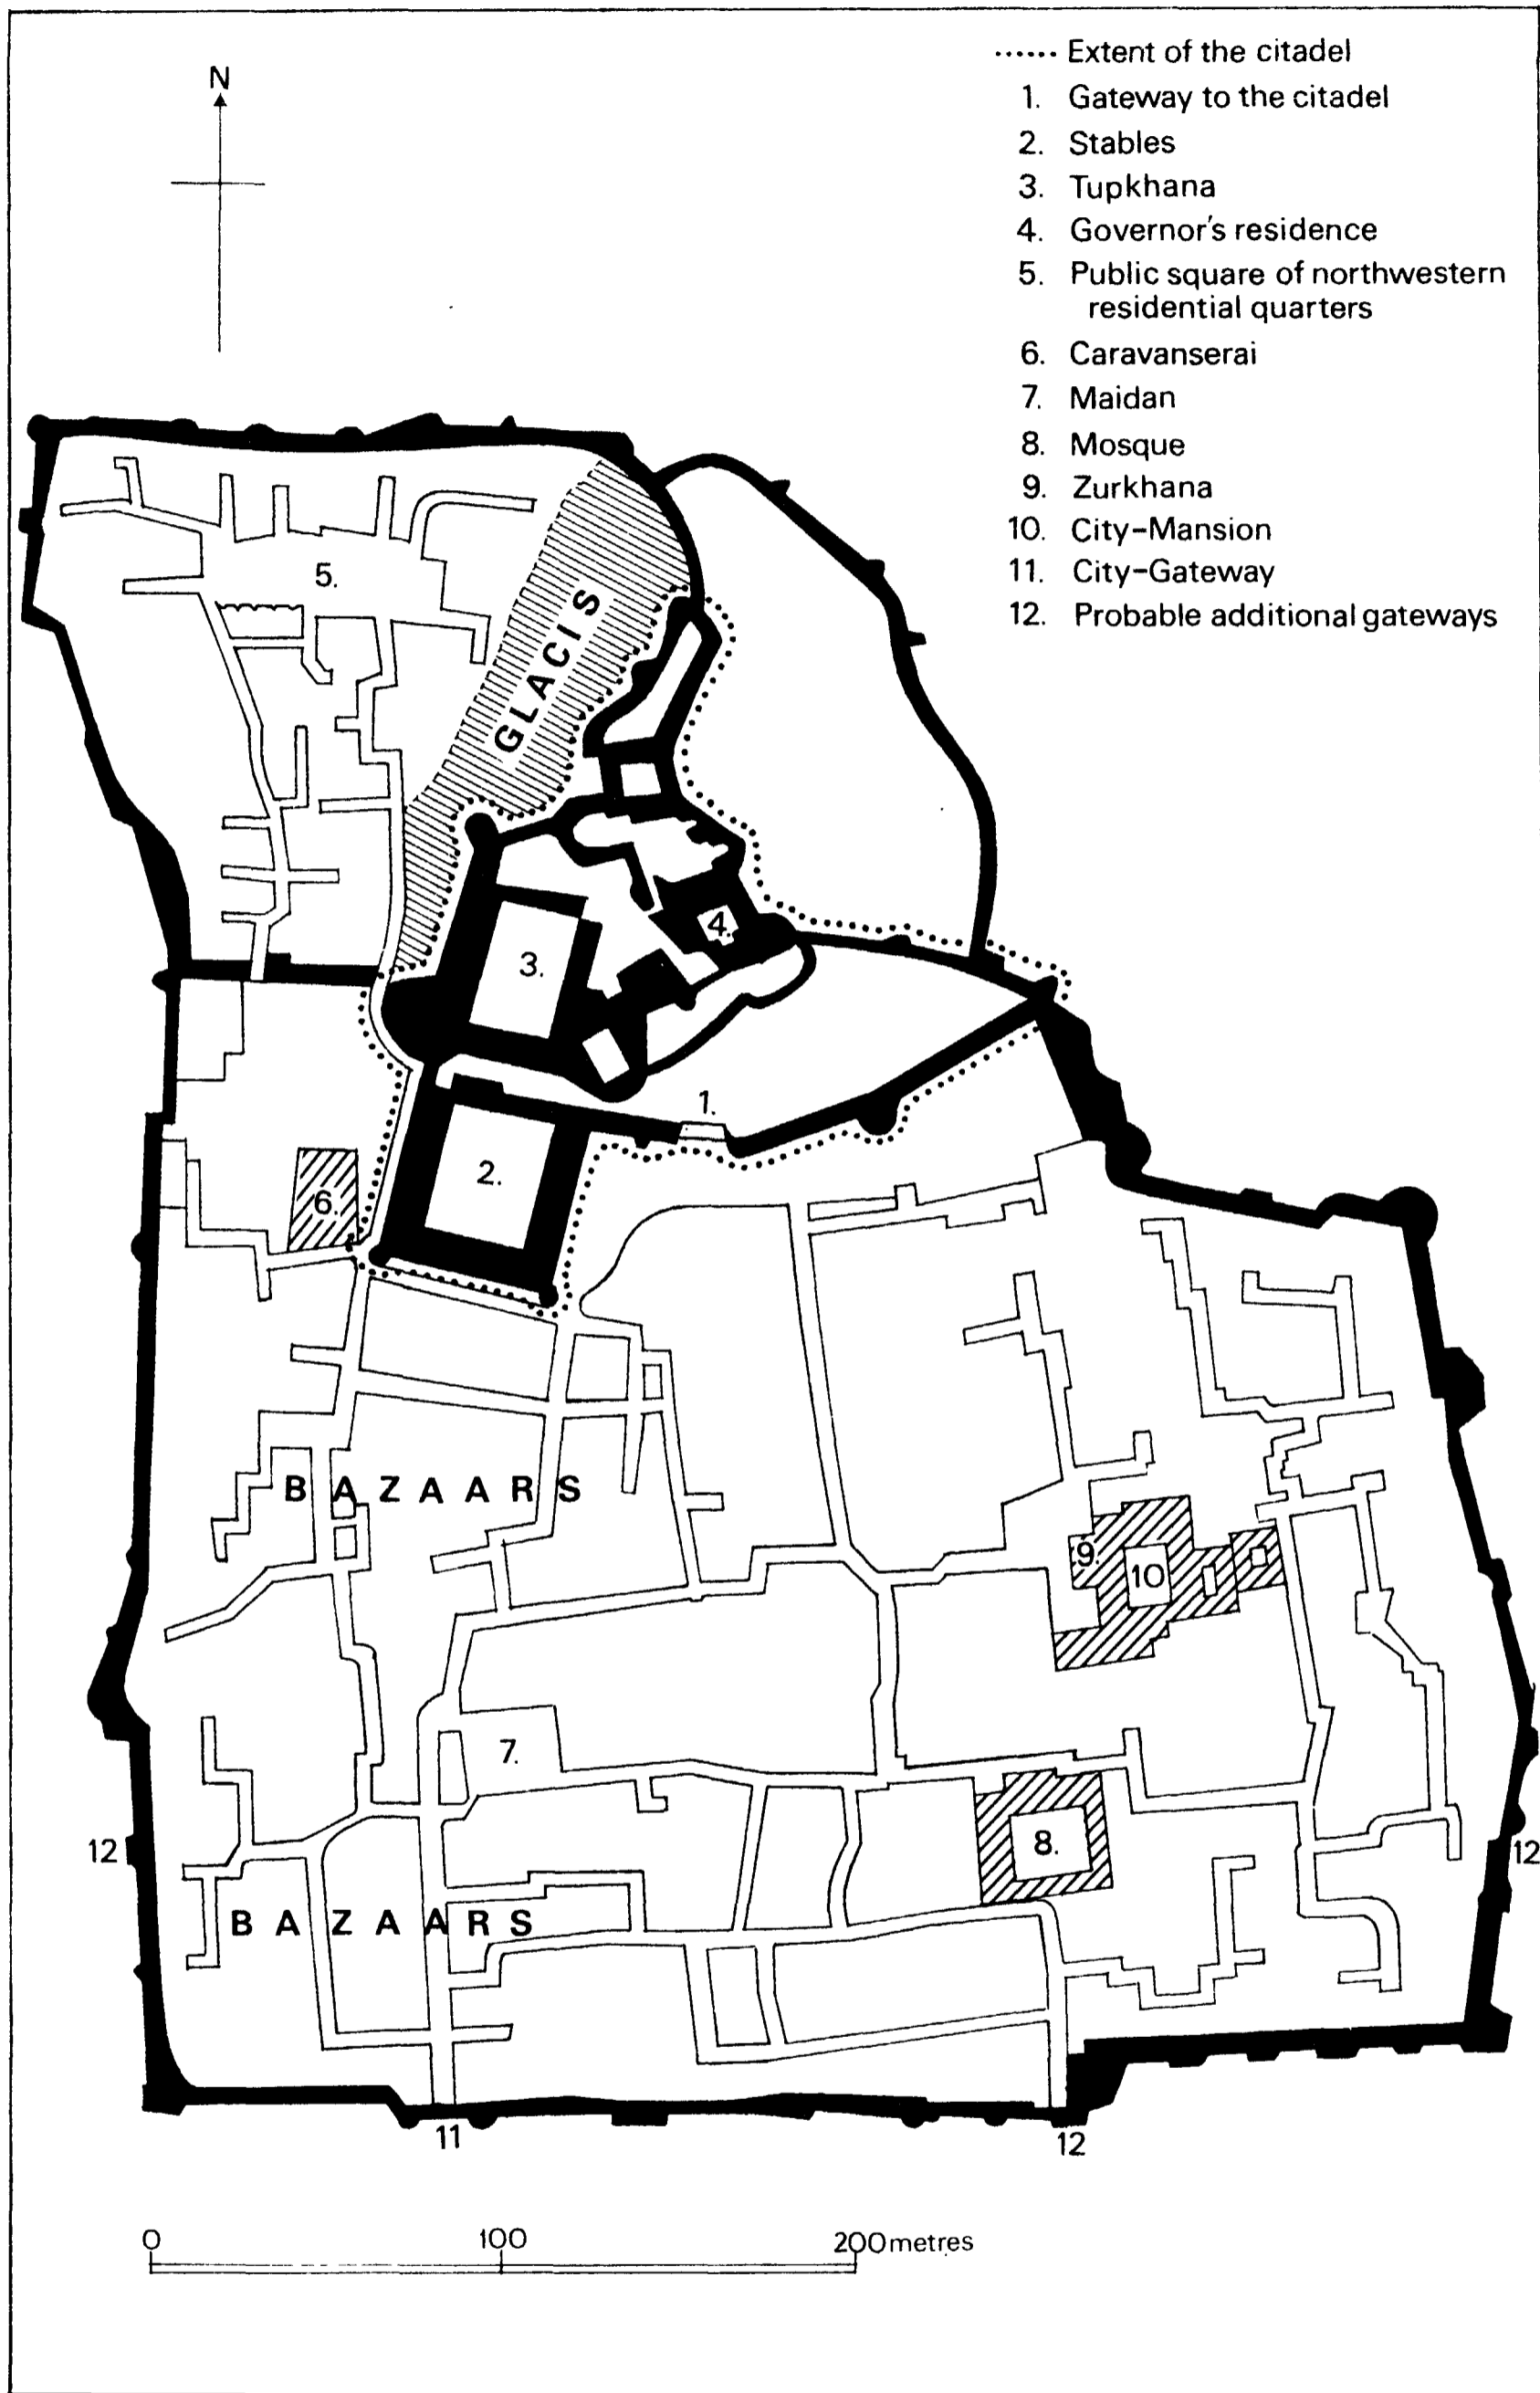 ...... Extent of the citadel
1. Gateway to the citadel
2. Stables
3. Tupkhana
4. Governor's residence
5. Public square of northwestern
residential quarters
6. Caravanserai
7. Maidan
8. Mosque
9. Zurkhana
10. City-Mansion
11. City-Gateway
12. Probable additional gateways
N
5.
GLACIS
4.
3.
1.
2.
6.
BAZAARS
9.
10
7.
8.
12
12
BAZAARS
11
12
0 100 200 metres